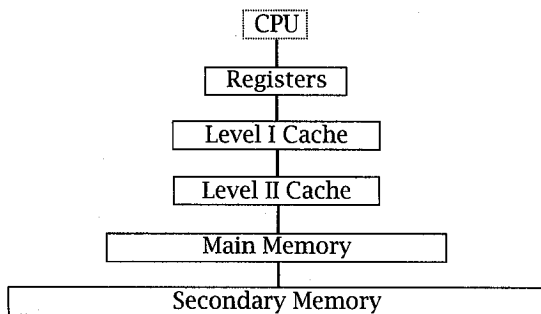 CPU
Registers
Level I Cache
Level II Cache
Main Memory
Secondary Memory